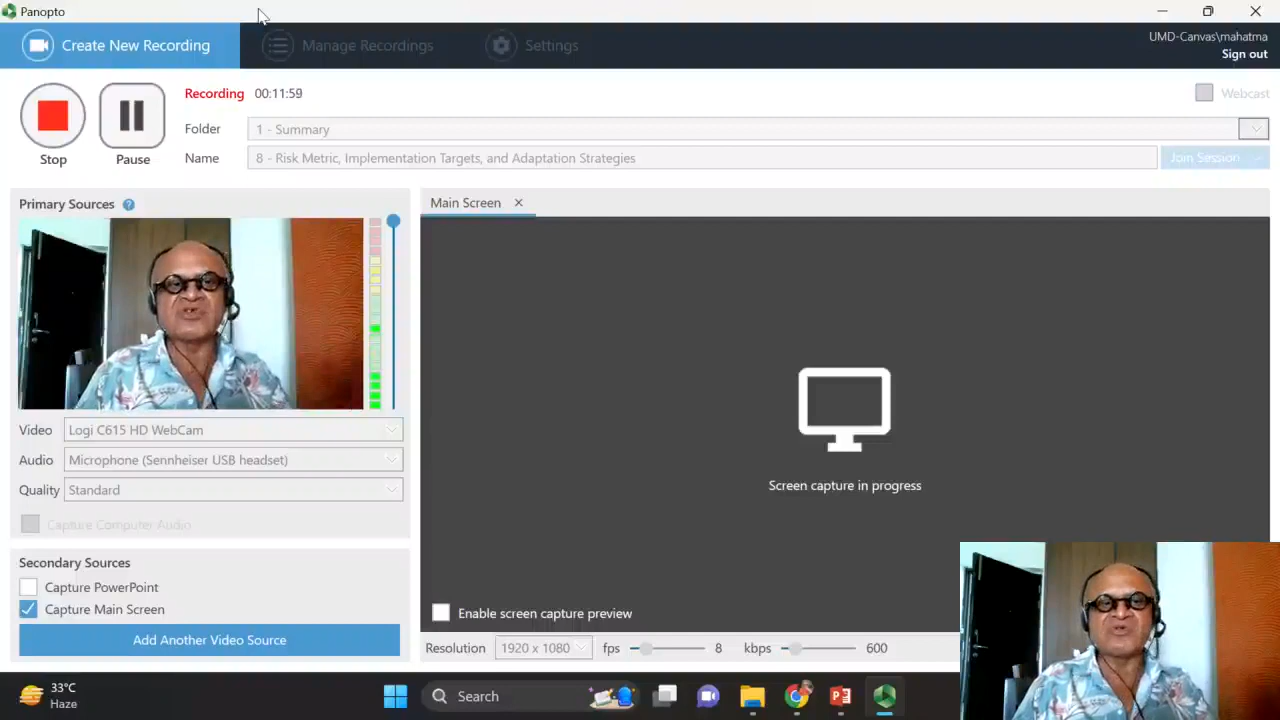 Panopto
Create New Recording
Manage Recordings
Settings
UMD-Canvas\mahatma
Sign out
Stop
Pause
Recording 00:11:59
Webcast
Folder 1 - Summary
Name 8 - Risk Metric, Implementation Targets, and Adaptation Strategies
Join Session
Primary Sources ?
Video Logi C615 HD WebCam
Audio Microphone (Sennheiser USB headset)
Quality Standard
Capture Computer Audio
Secondary Sources
Capture PowerPoint
Capture Main Screen
Add Another Video Source
Main Screen
Screen capture in progress
Enable screen capture preview
Resolution 1920 x 1080 fps 8 kbps 600
33°C
Haze
Search